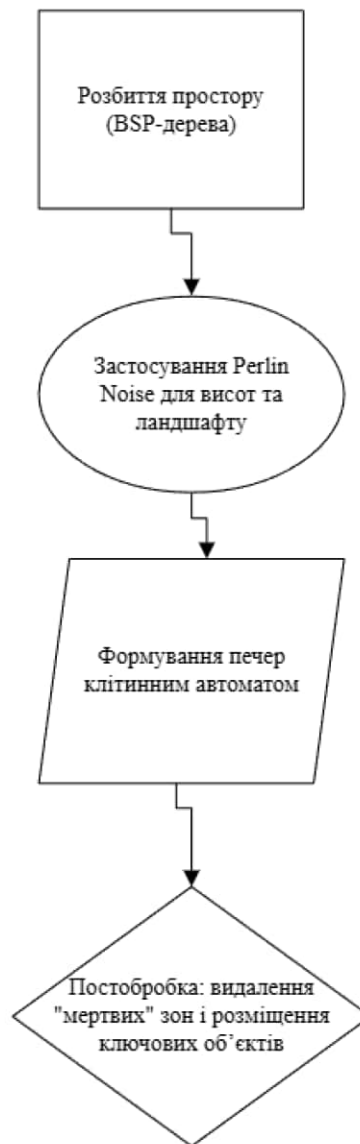 Розбиття простору
(BSP-дерева)
Застосування Perlin
Noise для висот та
ландшафту
Формування печер
клітинним автоматом
Постобробка: видалення
"мертвих" зон і розміщення
ключових об’єктів